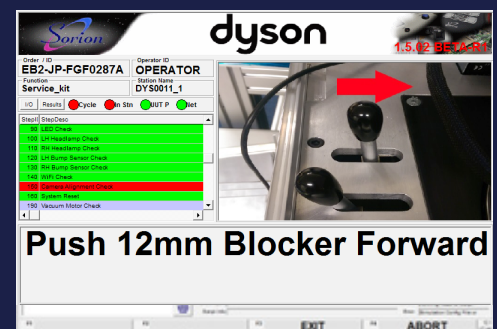 Sorion
dyson
1.5.02 BETA-R1
Order / ID
EB2-JP-FGF0287A
Operator ID
OPERATOR
Function
Service_kit
Station Name
DYS0011_1
I/O
Results
Cycle
In Stn
UUT P
Net
StepID
StepDesc
90 LED Check
100 LH Headlamp Check
110 RH Headlamp Check
120 LH Bump Sensor Check
130 RH Bump Sensor Check
140 WiFi Check
150 Camera Alignment Check
180 System Reset
190 Vacuum Motor Check
Push 12mm Blocker Forward
EXIT
ABORT